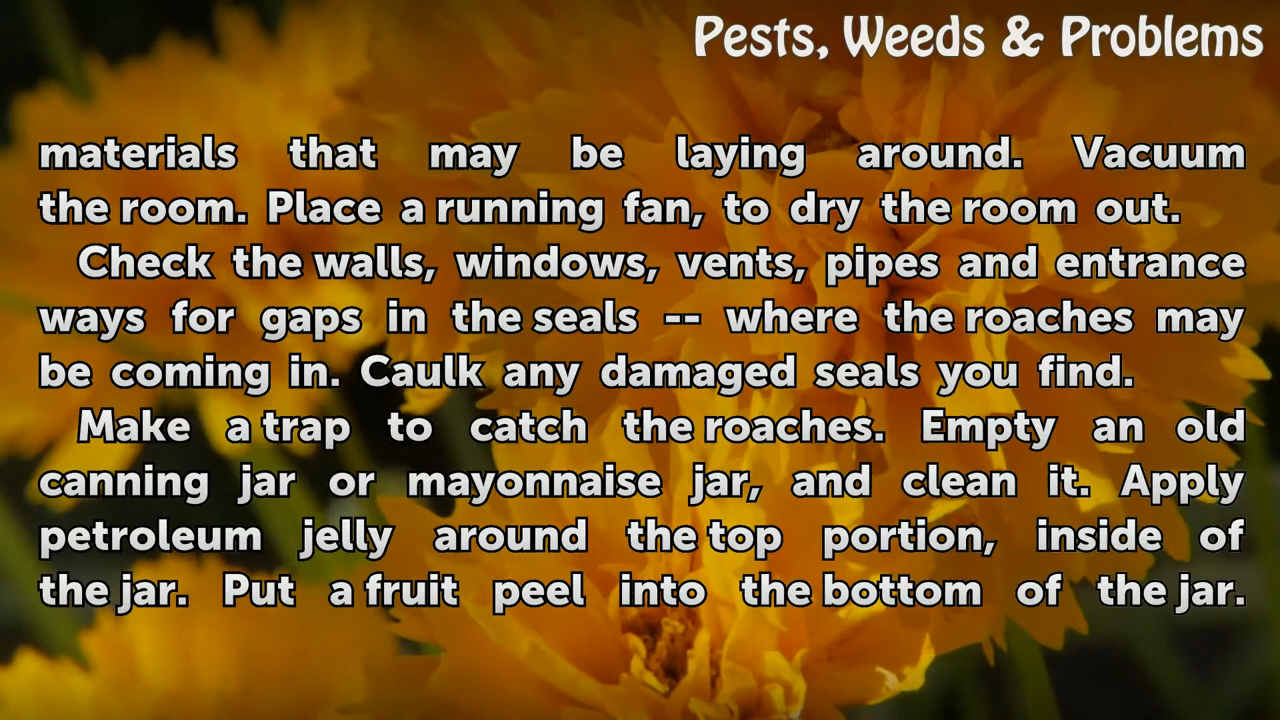 Pests, Weeds & Problems
materials that may be laying around. Vacuum
the room. Place a running fan, to dry the room out.
Check the walls, windows, vents, pipes and entrance
ways for gaps in the seals -- where the roaches may
be coming in. Caulk any damaged seals you find.
Make a trap to catch the roaches. Empty an old
canning jar or mayonnaise jar, and clean it. Apply
petroleum jelly around the top portion, inside of
the jar. Put a fruit peel into the bottom of the jar.